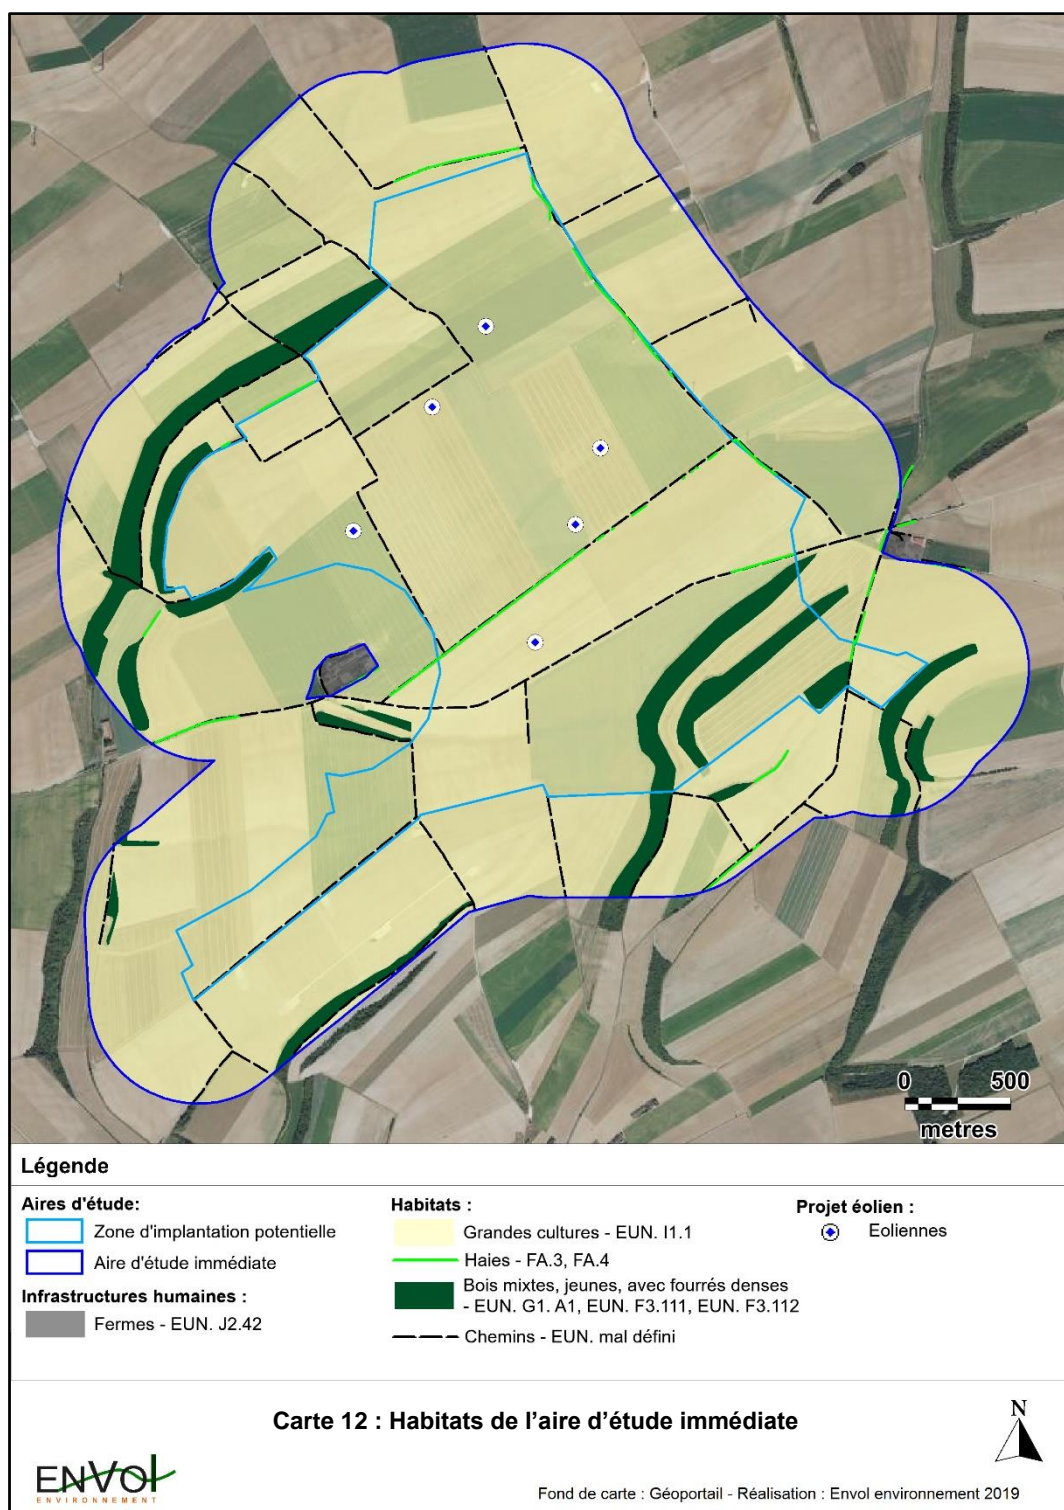 0 500
metres
Légende
Aires d'étude:
Zone d'implantation potentielle
Aire d'étude immédiate
Infrastructures humaines :
Fermes - EUN. J2.42
Habitats :
Grandes cultures - EUN. I1.1
Haies - FA.3, FA.4
Bois mixtes, jeunes, avec fourrés denses
- EUN. G1. A1, EUN. F3.111, EUN. F3.112
Chemins - EUN. mal défini
Projet éolien :
Eoliennes
Carte 12 : Habitats de l’aire d’étude immédiate
N
ENVOl
ENVIRONNEMENT
Fond de carte : Géoportail - Réalisation : Envol environnement 2019